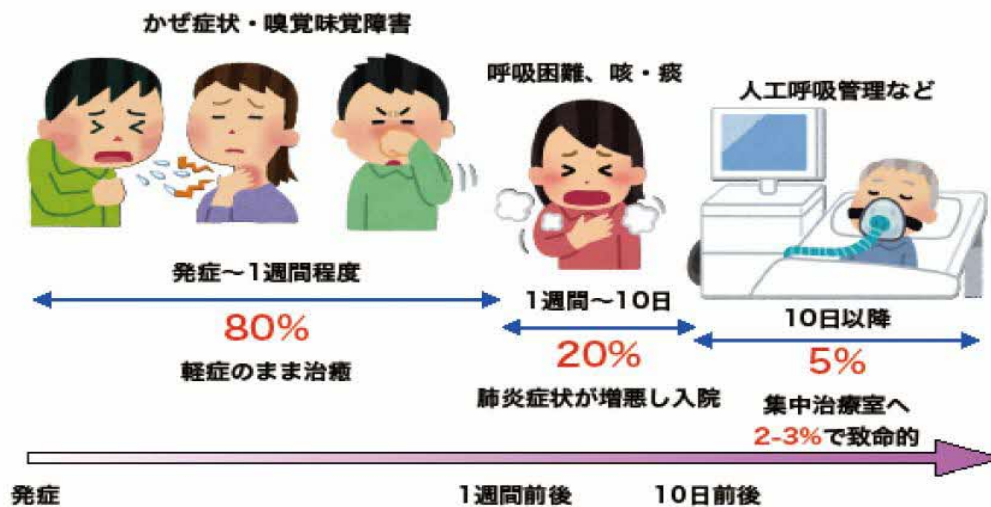 かぜ症状・嗅覚味覚障害
呼吸困難、咳・痰
人工呼吸管理など
発症〜1週間程度
80%
軽症のまま治癒
1週間〜10日
20%
肺炎症状が増悪し入院
10日以降
5%
集中治療室へ
2-3%で致命的
発症
1週間前後
10日前後